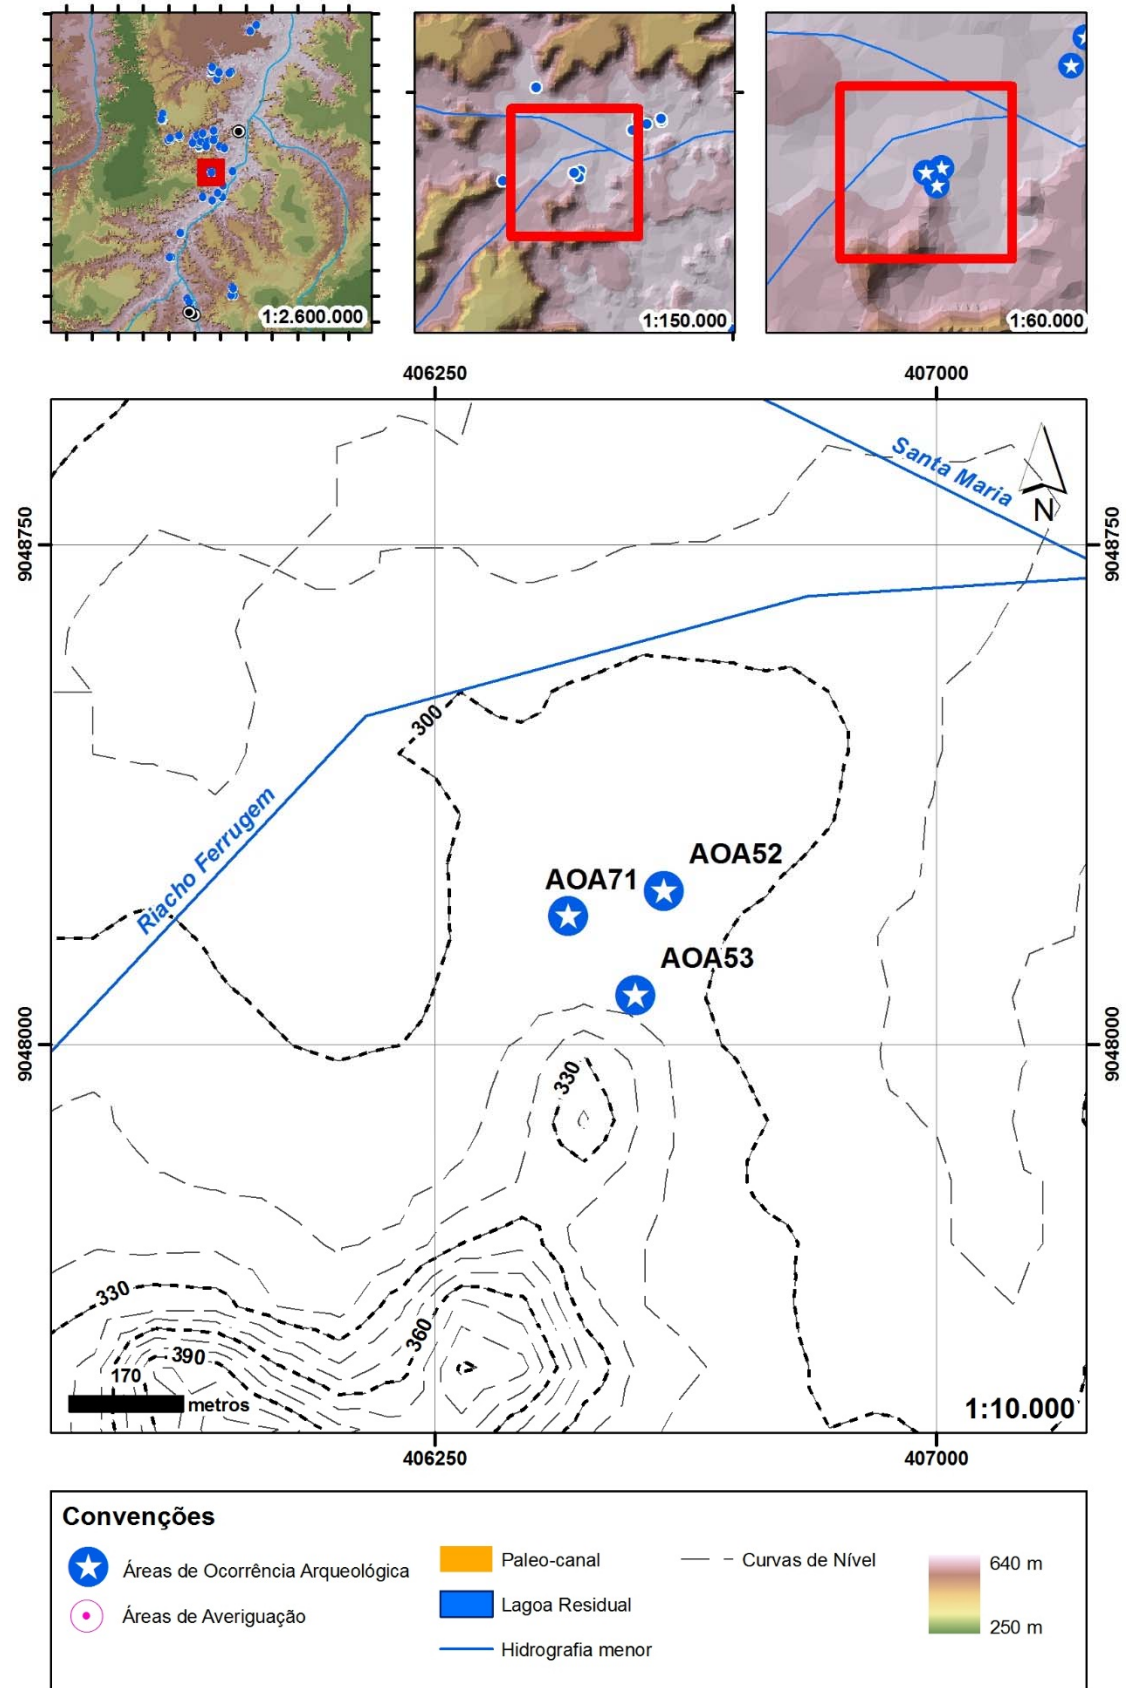 1:2.600.000
1:150.000
1:60.000
406250
407000
Santa Maria
N
9048750
9048750
300
Riacho Ferrugem
AOA52
AOA71
AOA53
9048000
9048000
330
330
360
390
170
metros
1:10.000
406250
407000
Convenções
Áreas de Ocorrência Arqueológica
Áreas de Averiguação
Paleo-canal
Lagoa Residual
Hidrografia menor
Curvas de Nível
640 m
250 m